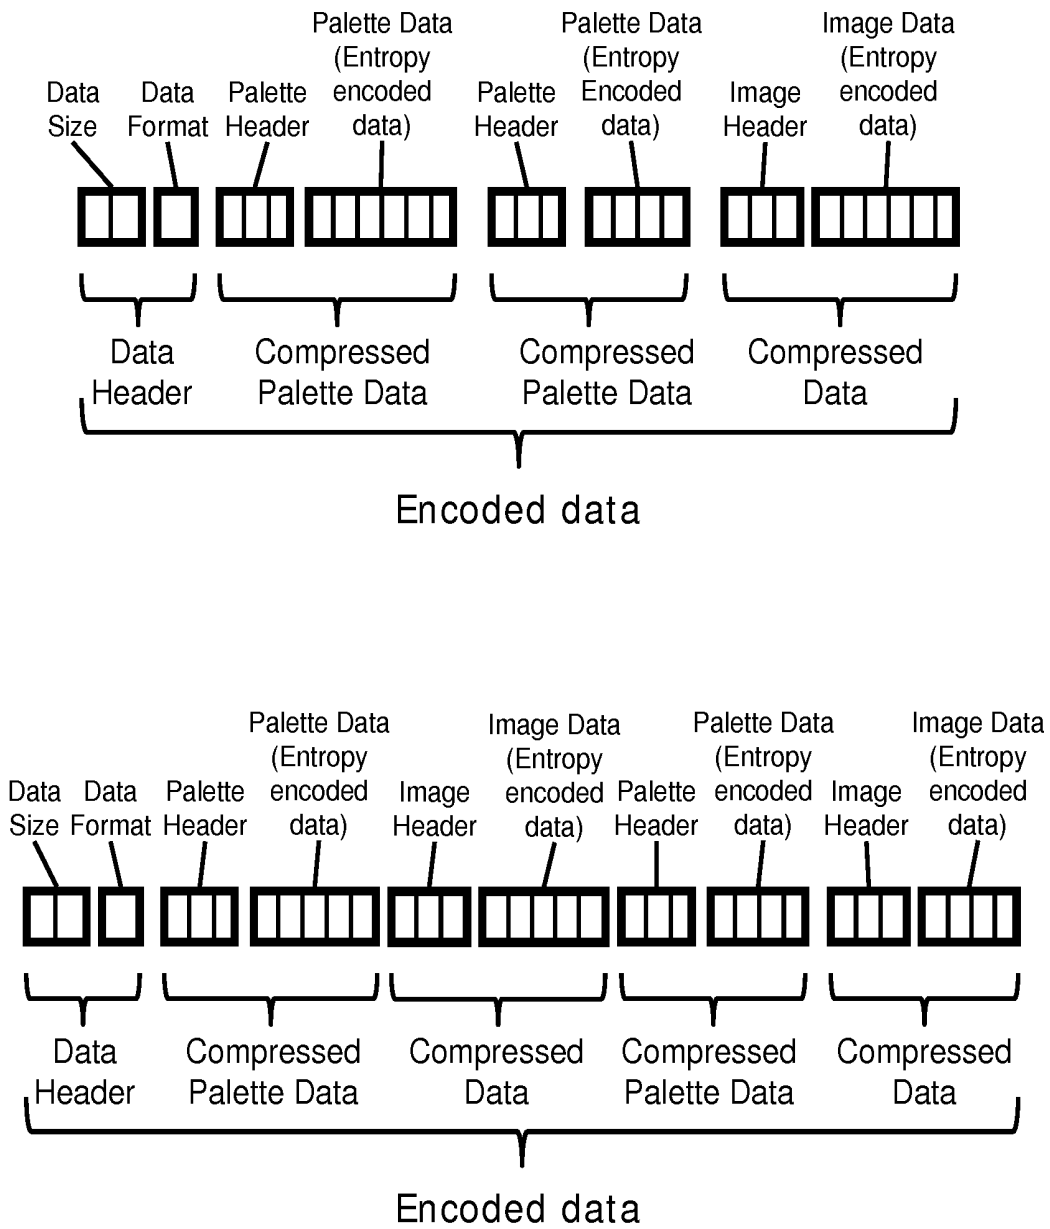 Palette Data
(Entropy
encoded
data)
Palette Data
(Entropy
Encoded
data)
Image Data
(Entropy
encoded
data)
Data
Size
Data
Format
Palette
Header
Palette
Header
Image
Header
Data
Header
Compressed
Palette Data
Compressed
Palette Data
Compressed
Data
Encoded data
Data
Size
Data
Format
Palette
Header
Palette Data
(Entropy
encoded
data)
Image
Header
Image Data
(Entropy
encoded
data)
Palette
Header
Palette Data
(Entropy
encoded
data)
Image
Header
Image Data
(Entropy
encoded
data)
Data
Header
Compressed
Palette Data
Compressed
Data
Compressed
Palette Data
Compressed
Data
Encoded data